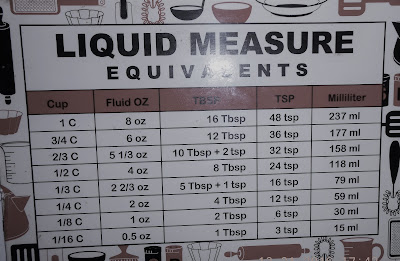 LIQUID MEASURE
EQUIVALENTS
Cup Fluid OZ TBSP TSP Milliliter
1 C 8 oz 16 Tbsp 48 tsp 237 ml
3/4 C 6 oz 12 Tbsp 36 tsp 177 ml
2/3 C 5 1/3 oz 10 Tbsp + 2 tsp 32 tsp 158 ml
1/2 C 4 oz 8 Tbsp 24 tsp 118 ml
1/3 C 2 2/3 oz 5 Tbsp + 1 tsp 16 tsp 79 ml
1/4 C 2 oz 4 Tbsp 12 tsp 59 ml
1/8 C 1 oz 2 Tbsp 6 tsp 30 ml
1/16 C 0.5 oz 1 Tbsp 3 tsp 15 ml